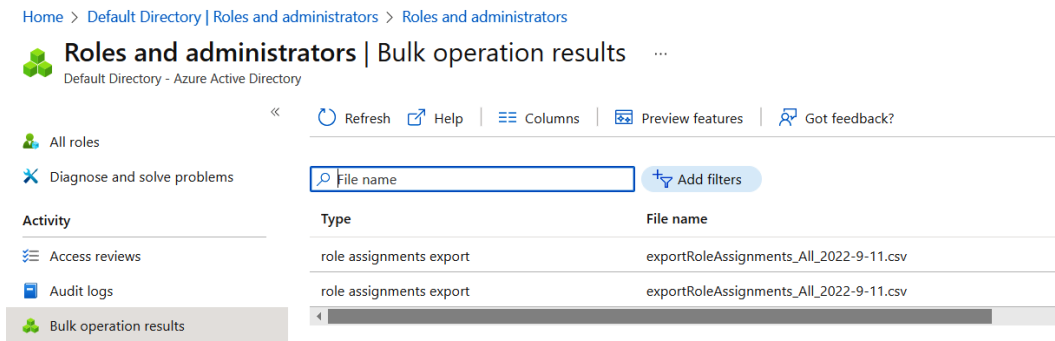 Home > Default Directory | Roles and administrators > Roles and administrators
Roles and administrators | Bulk operation results ...
Default Directory - Azure Active Directory
«
Refresh Help Columns Preview features Got feedback?
All roles
Diagnose and solve problems
File name Add filters
Activity
Type File name
Access reviews
role assignments export exportRoleAssignments_All_2022-9-11.csv
Audit logs
role assignments export exportRoleAssignments_All_2022-9-11.csv
Bulk operation results